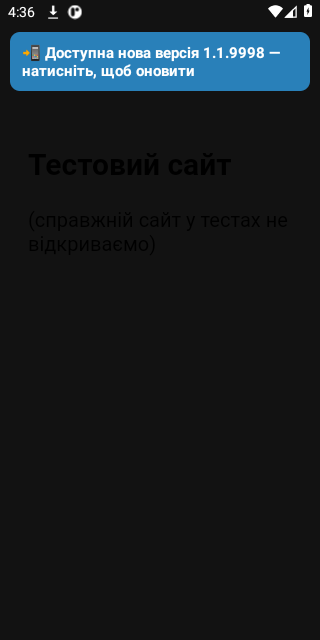 4:36
📲 Доступна нова версія 1.1.9998 —
натисніть, щоб оновити
Тестовий сайт
(справжній сайт у тестах не
відкриваємо)